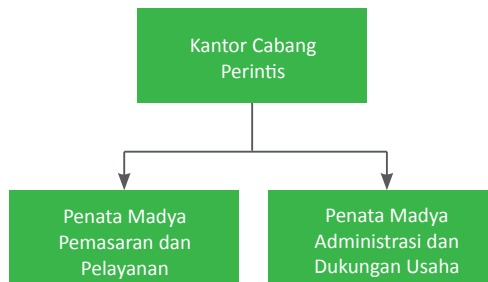 Kantor Cabang
Perintis
Penata Madya
Pemasaran dan
Pelayanan
Penata Madya
Administrasi dan
Dukungan Usaha